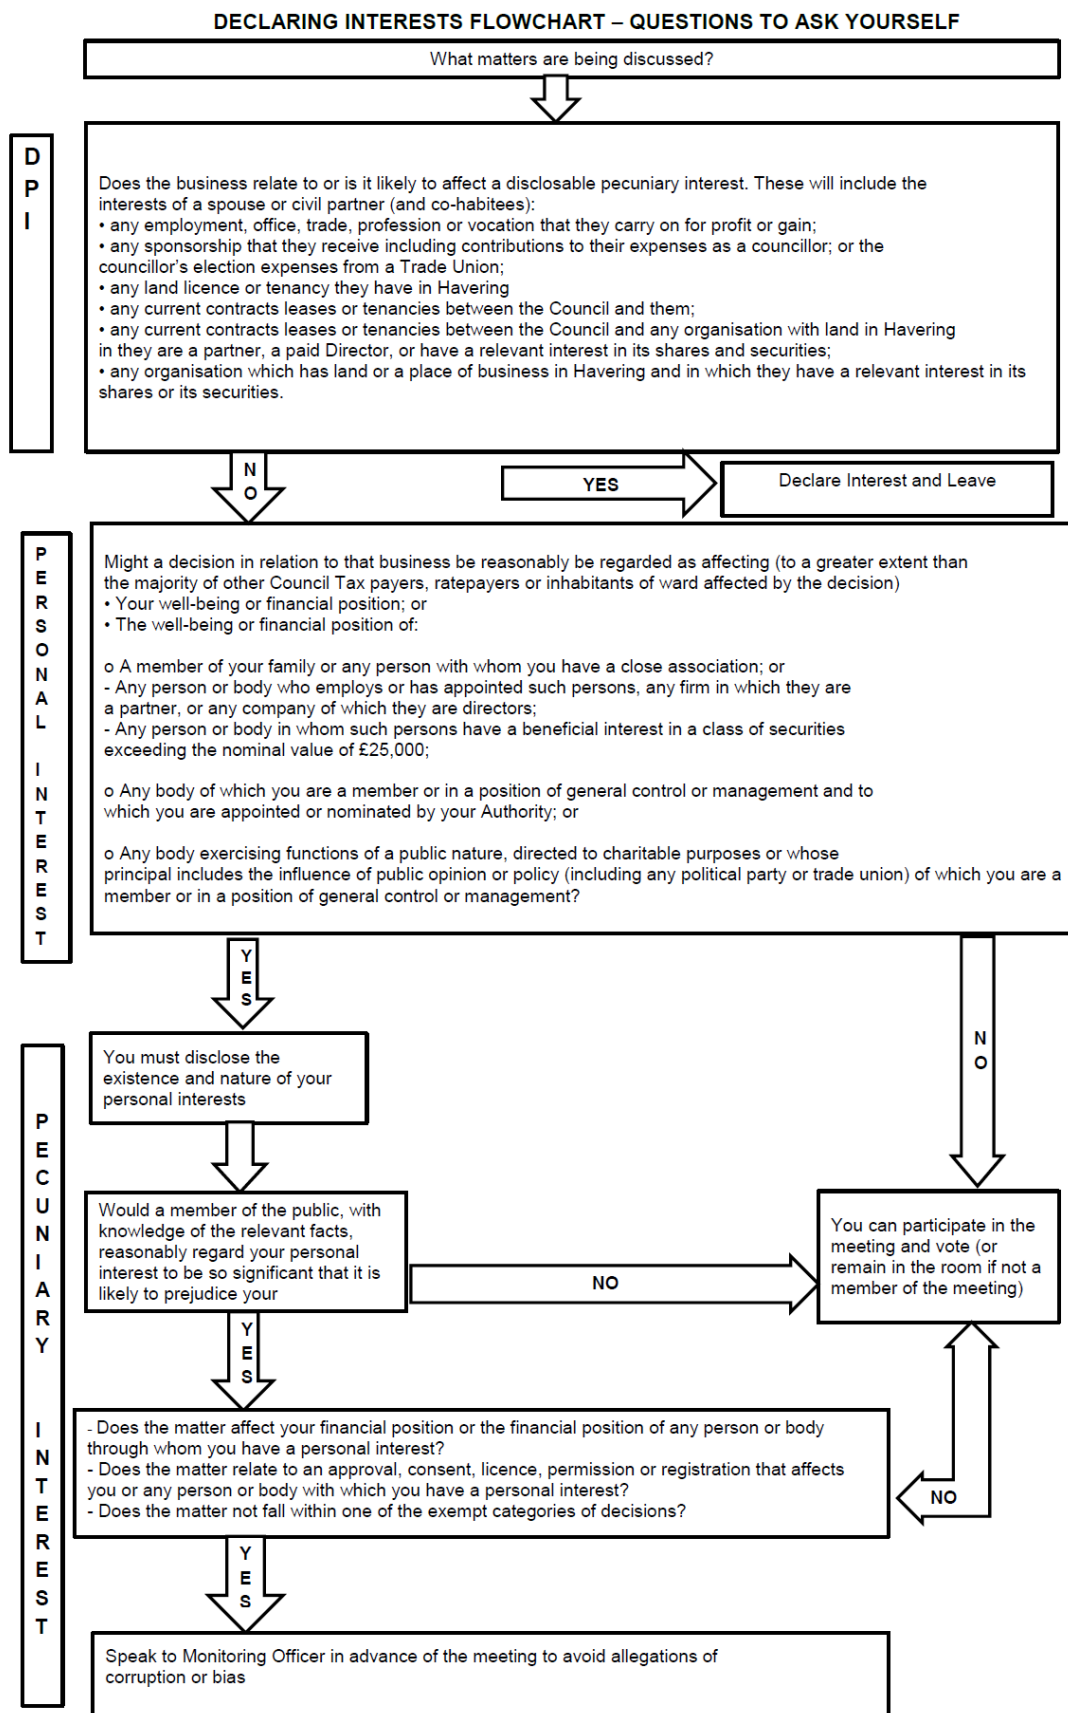 DECLARING INTERESTS FLOWCHART – QUESTIONS TO ASK YOURSELF
What matters are being discussed?
D
P
I
Does the business relate to or is it likely to affect a disclosable pecuniary interest. These will include the
interests of a spouse or civil partner (and co-habitees):
• any employment, office, trade, profession or vocation that they carry on for profit or gain;
• any sponsorship that they receive including contributions to their expenses as a councillor; or the
councillor's election expenses from a Trade Union;
• any land licence or tenancy they have in Havering
• any current contracts leases or tenancies between the Council and them;
• any current contracts leases or tenancies between the Council and any organisation with land in Havering
in they are a partner, a paid Director, or have a relevant interest in its shares and securities;
• any organisation which has land or a place of business in Havering and in which they have a relevant interest in its
shares or its securities.
N
O
YES
Declare Interest and Leave
P
E
R
S
O
N
A
L
I
N
T
E
R
E
S
T
Might a decision in relation to that business be reasonably be regarded as affecting (to a greater extent than
the majority of other Council Tax payers, ratepayers or inhabitants of ward affected by the decision)
• Your well-being or financial position; or
• The well-being or financial position of:
o A member of your family or any person with whom you have a close association; or
- Any person or body who employs or has appointed such persons, any firm in which they are
a partner, or any company of which they are directors;
- Any person or body in whom such persons have a beneficial interest in a class of securities
exceeding the nominal value of £25,000;
o Any body of which you are a member or in a position of general control or management and to
which you are appointed or nominated by your Authority; or
o Any body exercising functions of a public nature, directed to charitable purposes or whose
principal includes the influence of public opinion or policy (including any political party or trade union) of which you are a
member or in a position of general control or management?
Y
E
S
N
O
P
E
C
U
N
I
A
R
Y
I
N
T
E
R
E
S
T
You must disclose the
existence and nature of your
personal interests
Would a member of the public, with
knowledge of the relevant facts,
reasonably regard your personal
interest to be so significant that it is
likely to prejudice your
NO
You can participate in the
meeting and vote (or
remain in the room if not a
member of the meeting)
Y
E
S
- Does the matter affect your financial position or the financial position of any person or body
through whom you have a personal interest?
- Does the matter relate to an approval, consent, licence, permission or registration that affects
you or any person or body with which you have a personal interest?
- Does the matter not fall within one of the exempt categories of decisions?
NO
Y
E
S
Speak to Monitoring Officer in advance of the meeting to avoid allegations of
corruption or bias